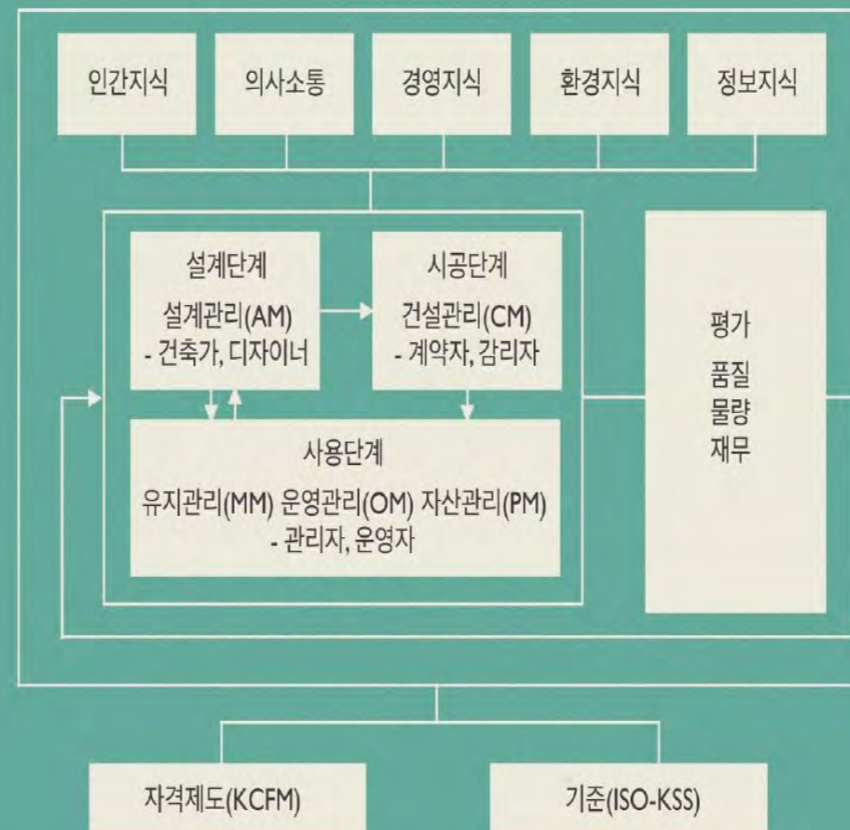 인간지식
의사소통
경영지식
환경지식
정보지식
설계단계
설계관리(AM)
- 건축가, 디자이너
시공단계
건설관리(CM)
- 계약자, 감리자
사용단계
유지관리(MM) 운영관리(OM) 자산관리(PM)
- 관리자, 운영자
평가
품질
물량
재무
자격제도(KCFM)
기준(ISO-KSS)